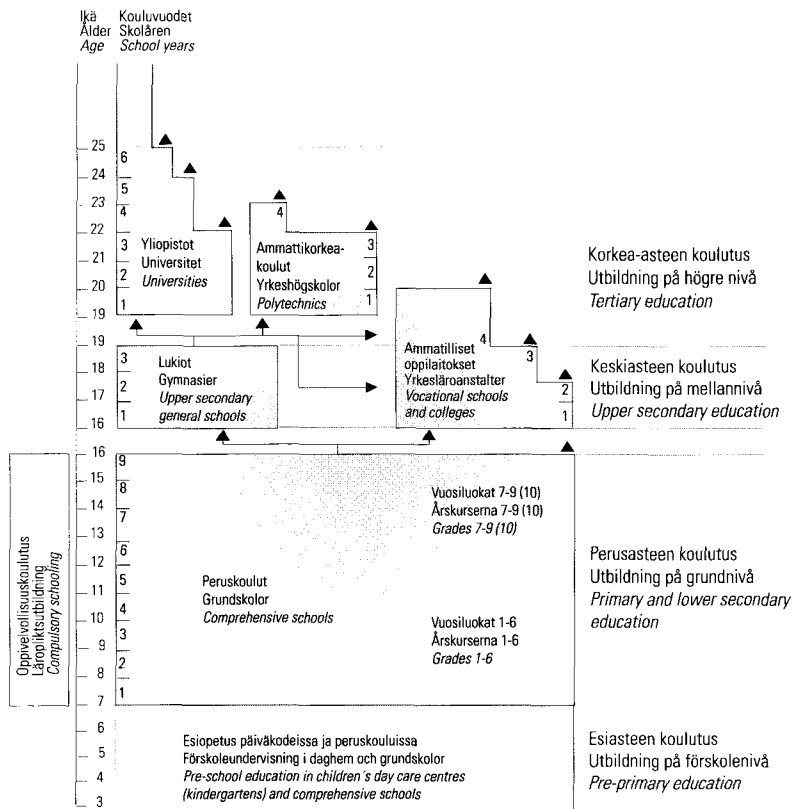 Ikä Kouluvuodet
Ålder Skolåren
Age School years
25
24
23
22
21
20
19
6
5
4
3
2
1
Yliopistot
Universitet
Universities
4
3
2
1
Ammattikorkea-
koulut
Yrkeshögskolor
Polytechnics
Korkea-asteen koulutus
Utbildning på högre nivå
Tertiary education
19
18
17
16
3
2
1
Lukiot
Gymnasier
Upper secondary
general schools
4
3
2
1
Ammatilliset
oppilaitokset
Yrkesläroanstalter
Vocational schools
and colleges
Keskiasteen koulutus
Utbildning på mellannivå
Upper secondary education
Oppivelvollisuuskoulutus
Läropliktsutbildning
Compulsory schooling
16
15
14
13
12
11
10
9
8
7
9
8
7
6
5
4
3
2
1
Vuosiluokat 7-9 (10)
Årskurserna 7-9 (10)
Grades 7-9 (10)
Peruskoulut
Grundskolor
Comprehensive schools
Vuosiluokat 1-6
Årskurserna 1-6
Grades 1-6
Perusasteen koulutus
Utbildning på grundnivå
Primary and lower secondary
education
6
5
4
3
Esiopetus päiväkodeissa ja peruskouluissa
Förskoleundervisning i daghem och grundskolor
Pre-school education in children´s day care centres
(kindergartens) and comprehensive schools
Esiasteen koulutus
Utbildning på förskolenivå
Pre-primary education